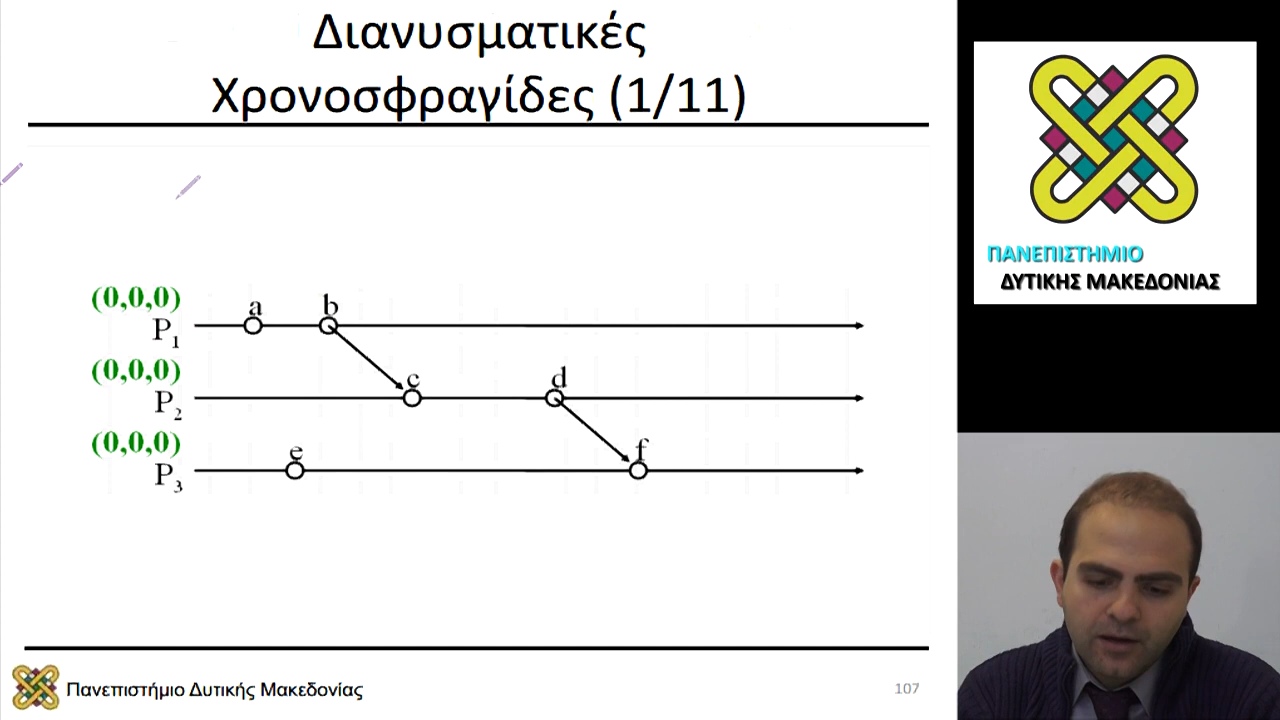 Διανυσματικές
Χρονοσφραγίδες (1/11)
(0,0,0)
a b
P1
(0,0,0)
c d
P2
(0,0,0)
e f
P3
Πανεπιστήμιο Δυτικής Μακεδονίας
107
ΠΑΝΕΠΙΣΤΗΜΙΟ
ΔΥΤΙΚΗΣ ΜΑΚΕΔΟΝΙΑΣ